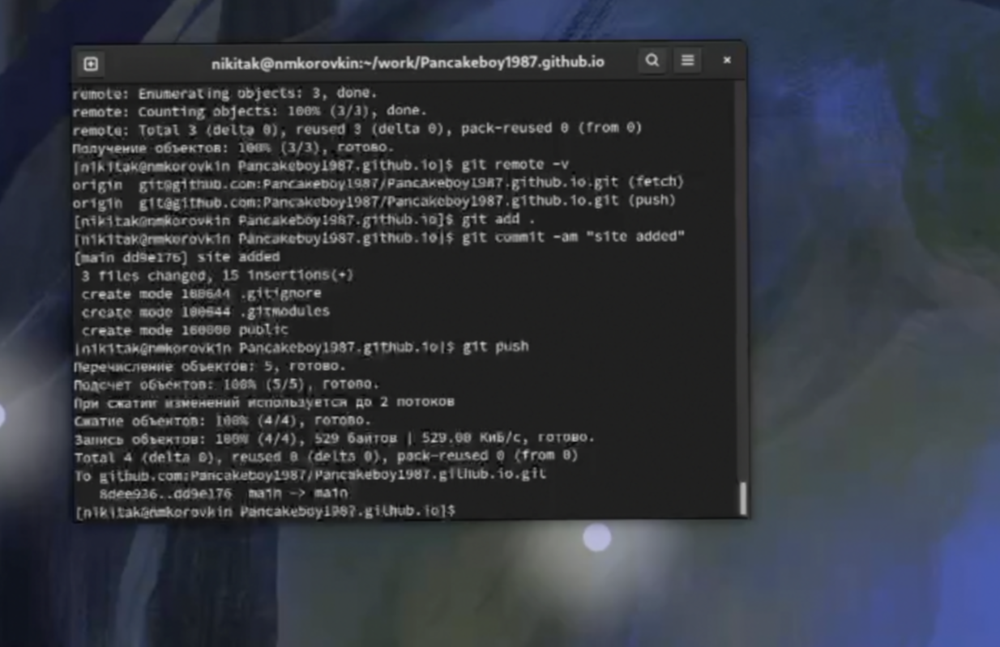 nikitak@nmkorovkin:~/work/Pancakeboy1987.github.io
remote: Enumerating objects: 3, done.
remote: Counting objects: 100% (3/3), done.
remote: Total 3 (delta 0), reused 3 (delta 0), pack-reused 0 (from 0)
Получение объектов: 100% (3/3), готово.
[nikitak@nmkorovkin Pancakeboy1987.github.io]$ git remote -v
origin  git@github.com:Pancakeboy1987/Pancakeboy1987.github.io.git (fetch)
origin  git@github.com:Pancakeboy1987/Pancakeboy1987.github.io.git (push)
[nikitak@nmkorovkin Pancakeboy1987.github.io]$ git add .
[nikitak@nmkorovkin Pancakeboy1987.github.io]$ git commit -am "site added"
[main dd9e176] site added
 3 files changed, 15 insertions(+)
 create mode 100644 .gitignore
 create mode 100644 .gitmodules
 create mode 160000 public
[nikitak@nmkorovkin Pancakeboy1987.github.io]$ git push
Перечисление объектов: 5, готово.
Подсчет объектов: 100% (5/5), готово.
При сжатии изменений используется до 2 потоков
Сжатие объектов: 100% (4/4), готово.
Запись объектов: 100% (4/4), 529 байтов | 529.00 КиБ/с, готово.
Total 4 (delta 0), reused 0 (delta 0), pack-reused 0 (from 0)
To github.com:Pancakeboy1987/Pancakeboy1987.github.io.git
   8dee936..dd9e176  main -> main
[nikitak@nmkorovkin Pancakeboy1987.github.io]$